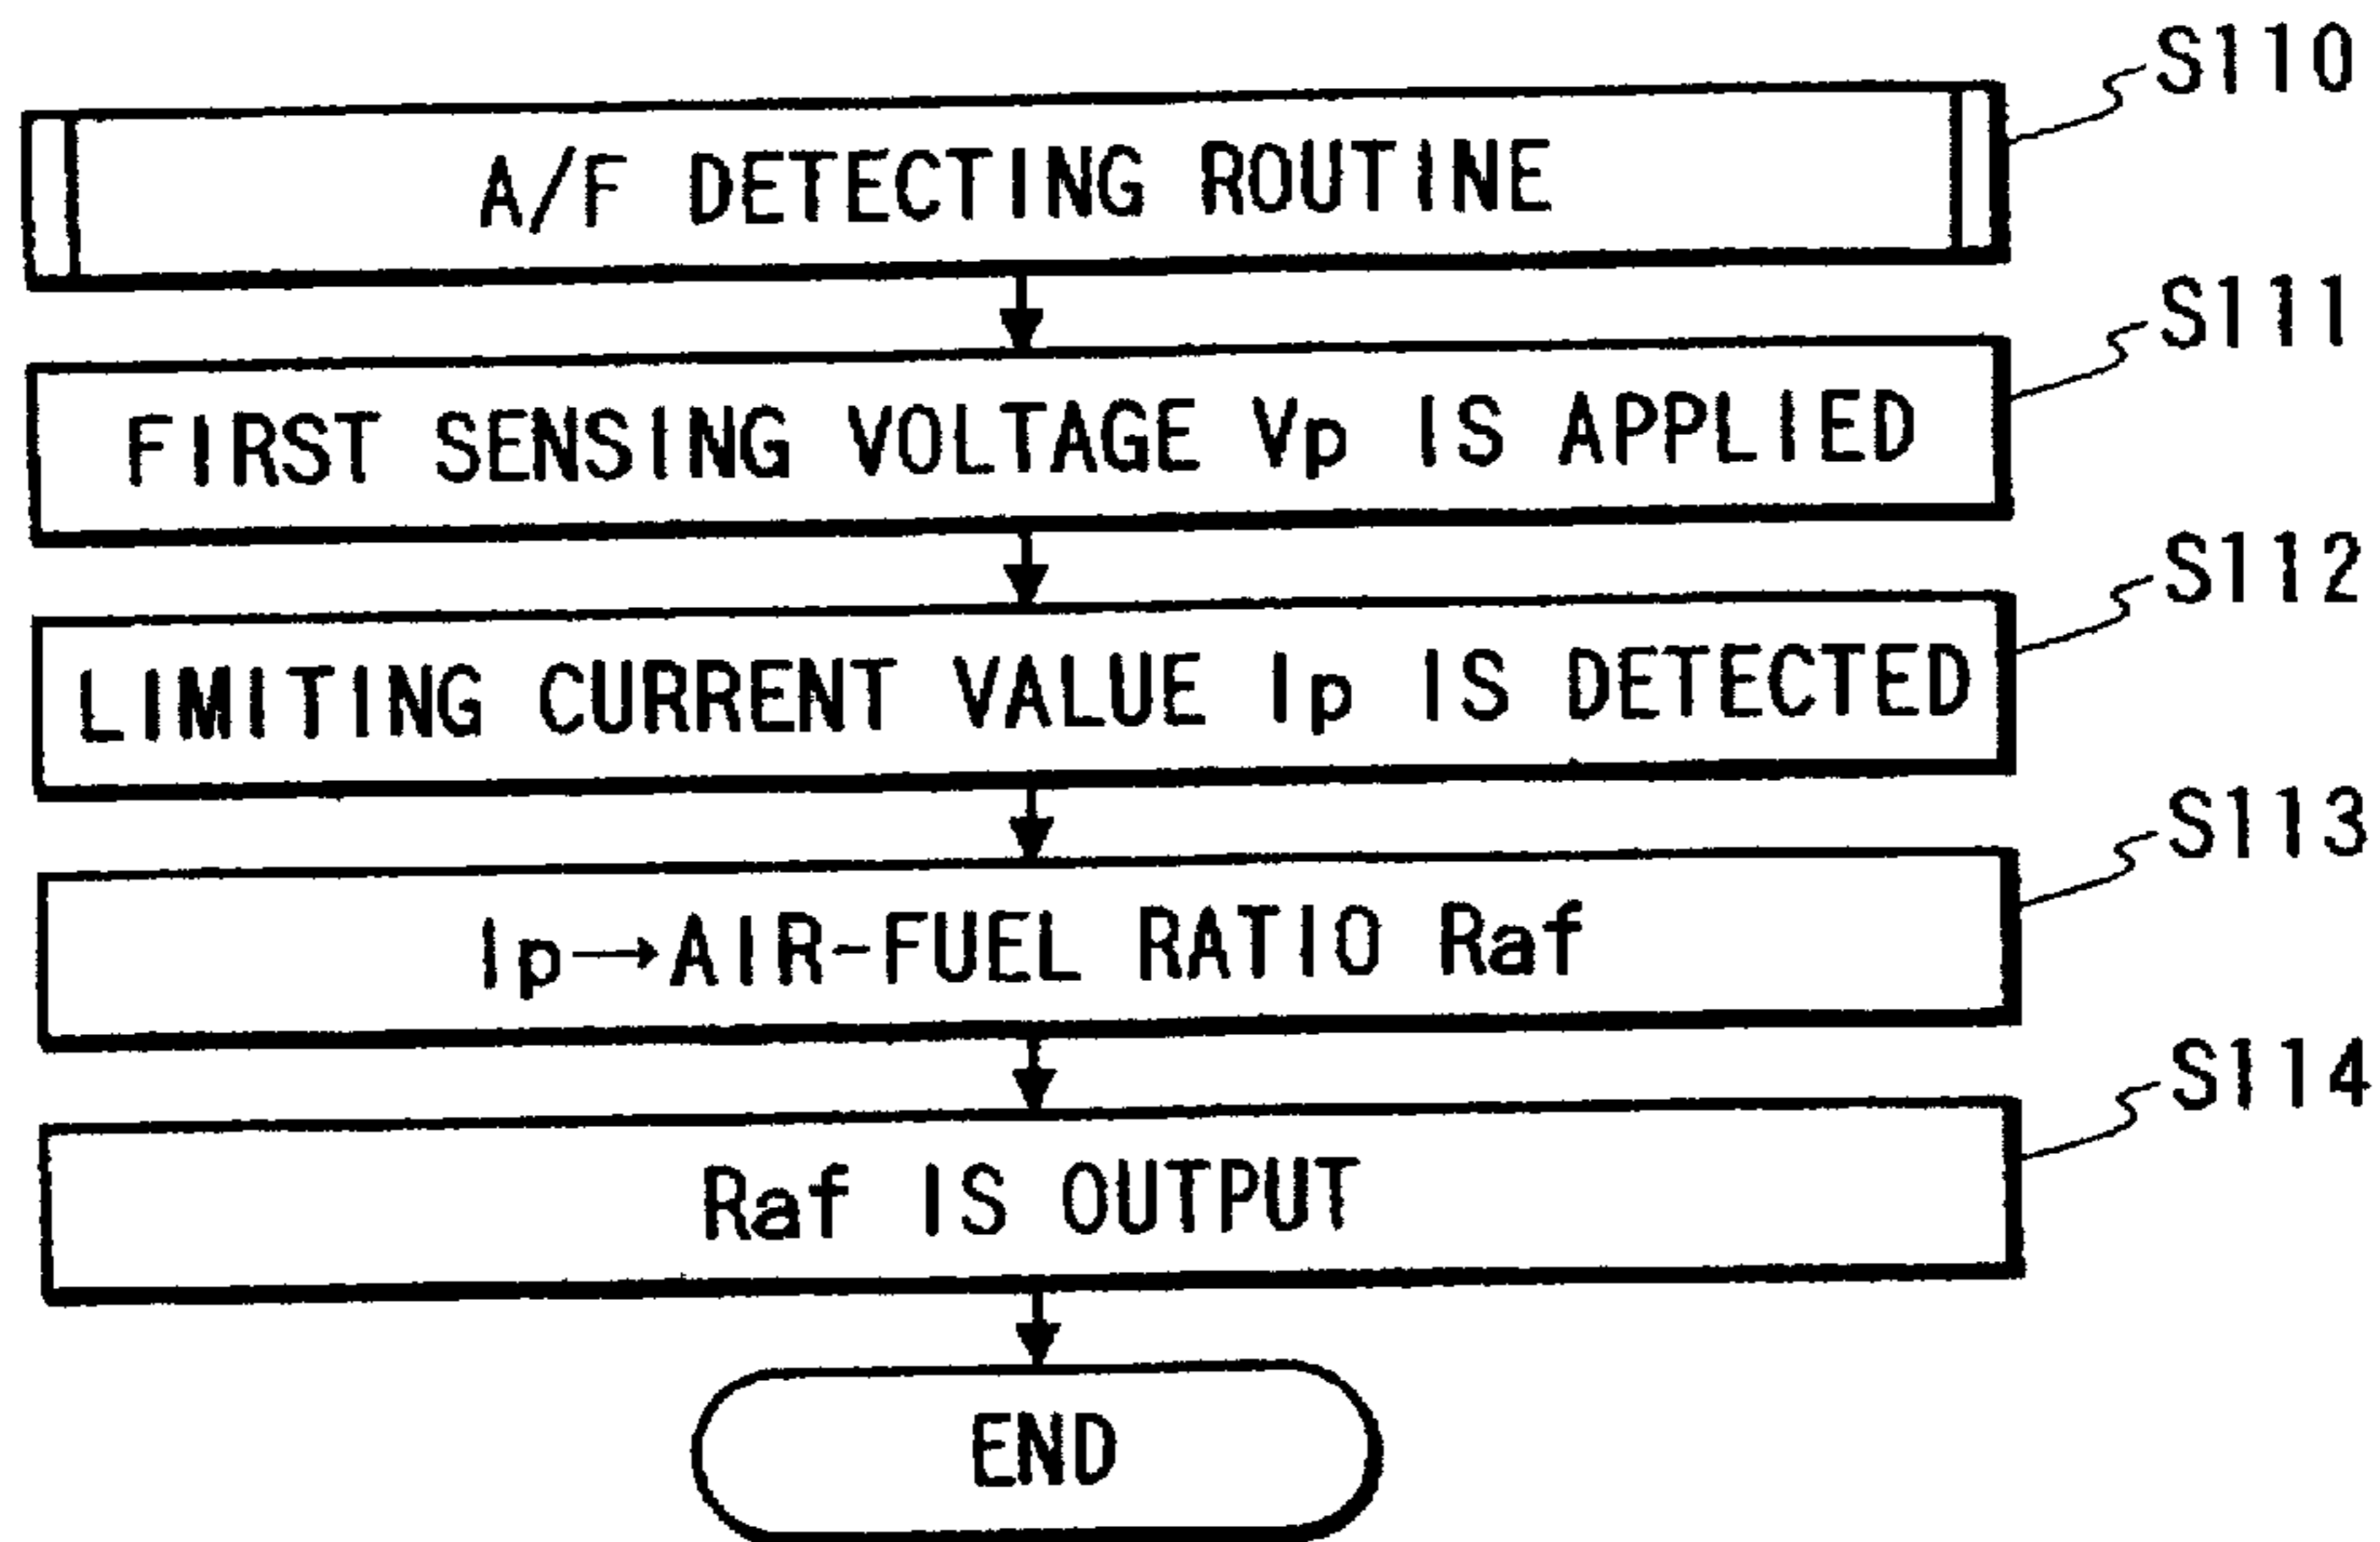 S110
A/F DETECTING ROUTINE
S111
FIRST SENSING VOLTAGE Vp IS APPLIED
S112
LIMITING CURRENT VALUE Ip IS DETECTED
S113
Ip→AIR-FUEL RATIO Raf
S114
Raf IS OUTPUT
END